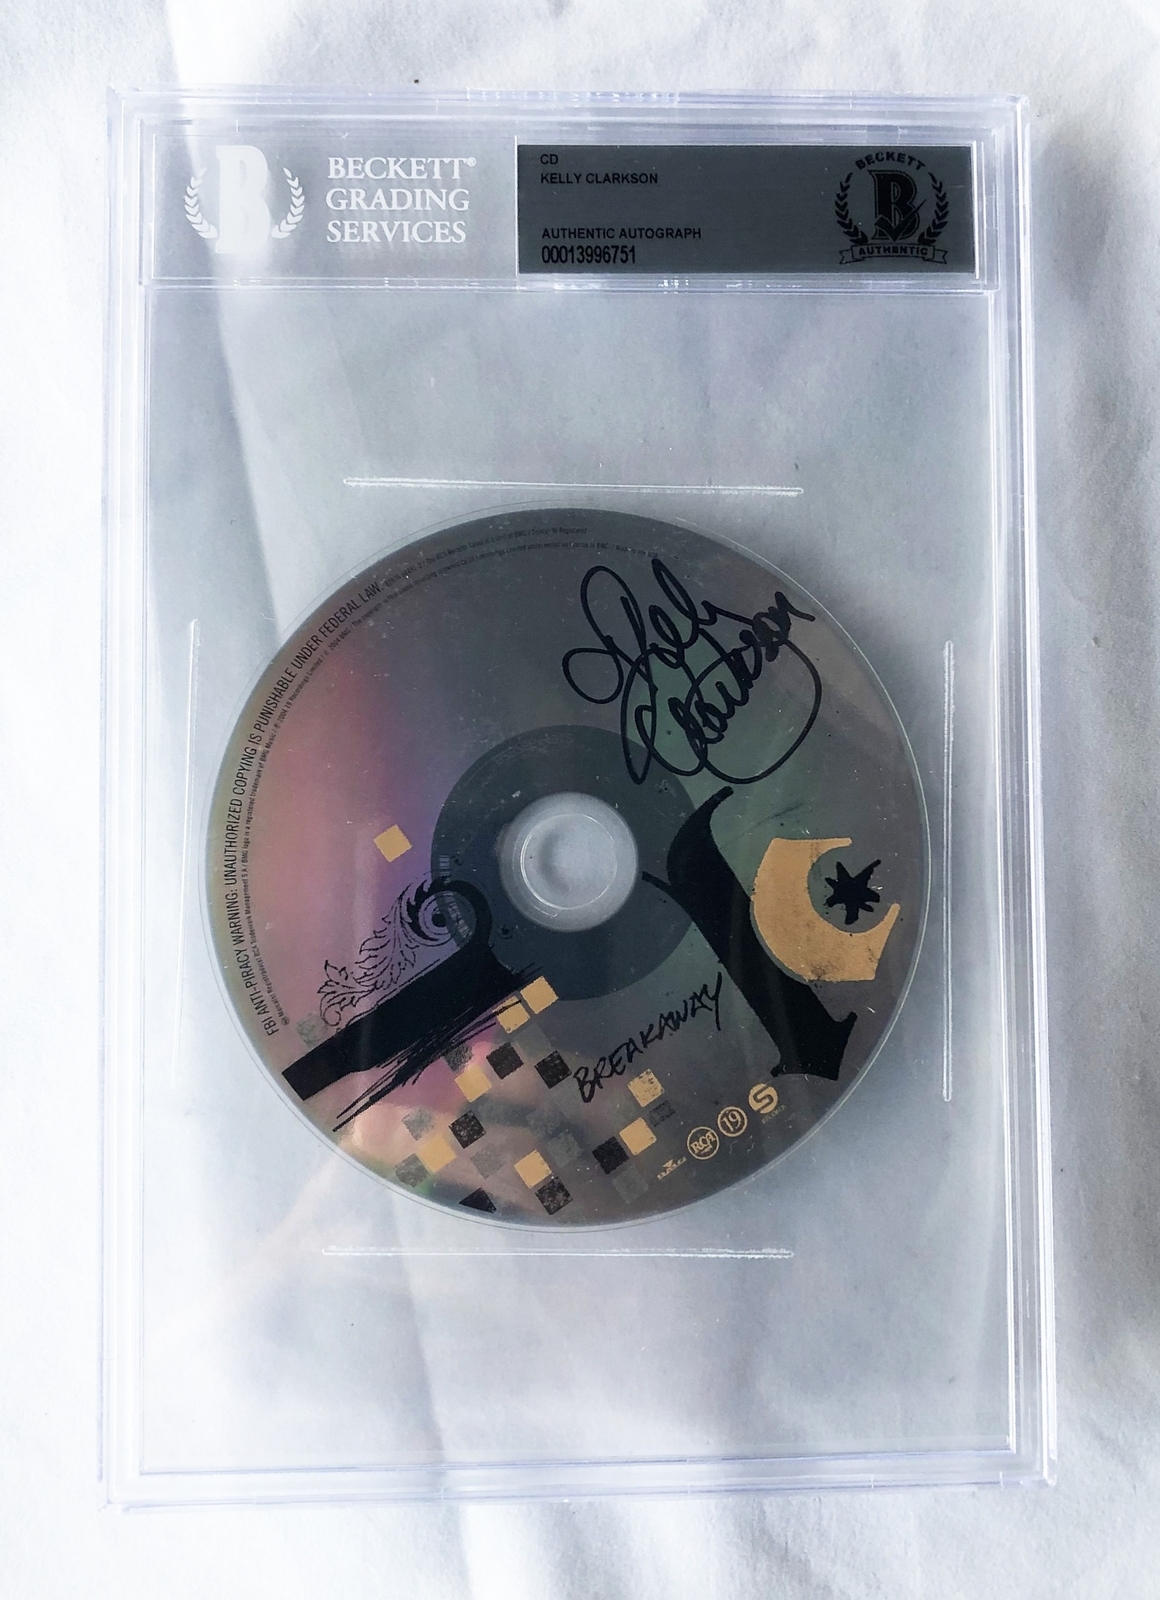 BECKETT®
GRADING
SERVICES
CD
KELLY CLARKSON
AUTHENTIC AUTOGRAPH
00013996751
BECKETT
B
AUTHENTIC
Kelly
Clarkson
FBI ANTI-PIRACY WARNING: UNAUTHORIZED COPYING IS PUNISHABLE UNDER FEDERAL LAW.
BREAKAWAY
BMG
RCA
19
S